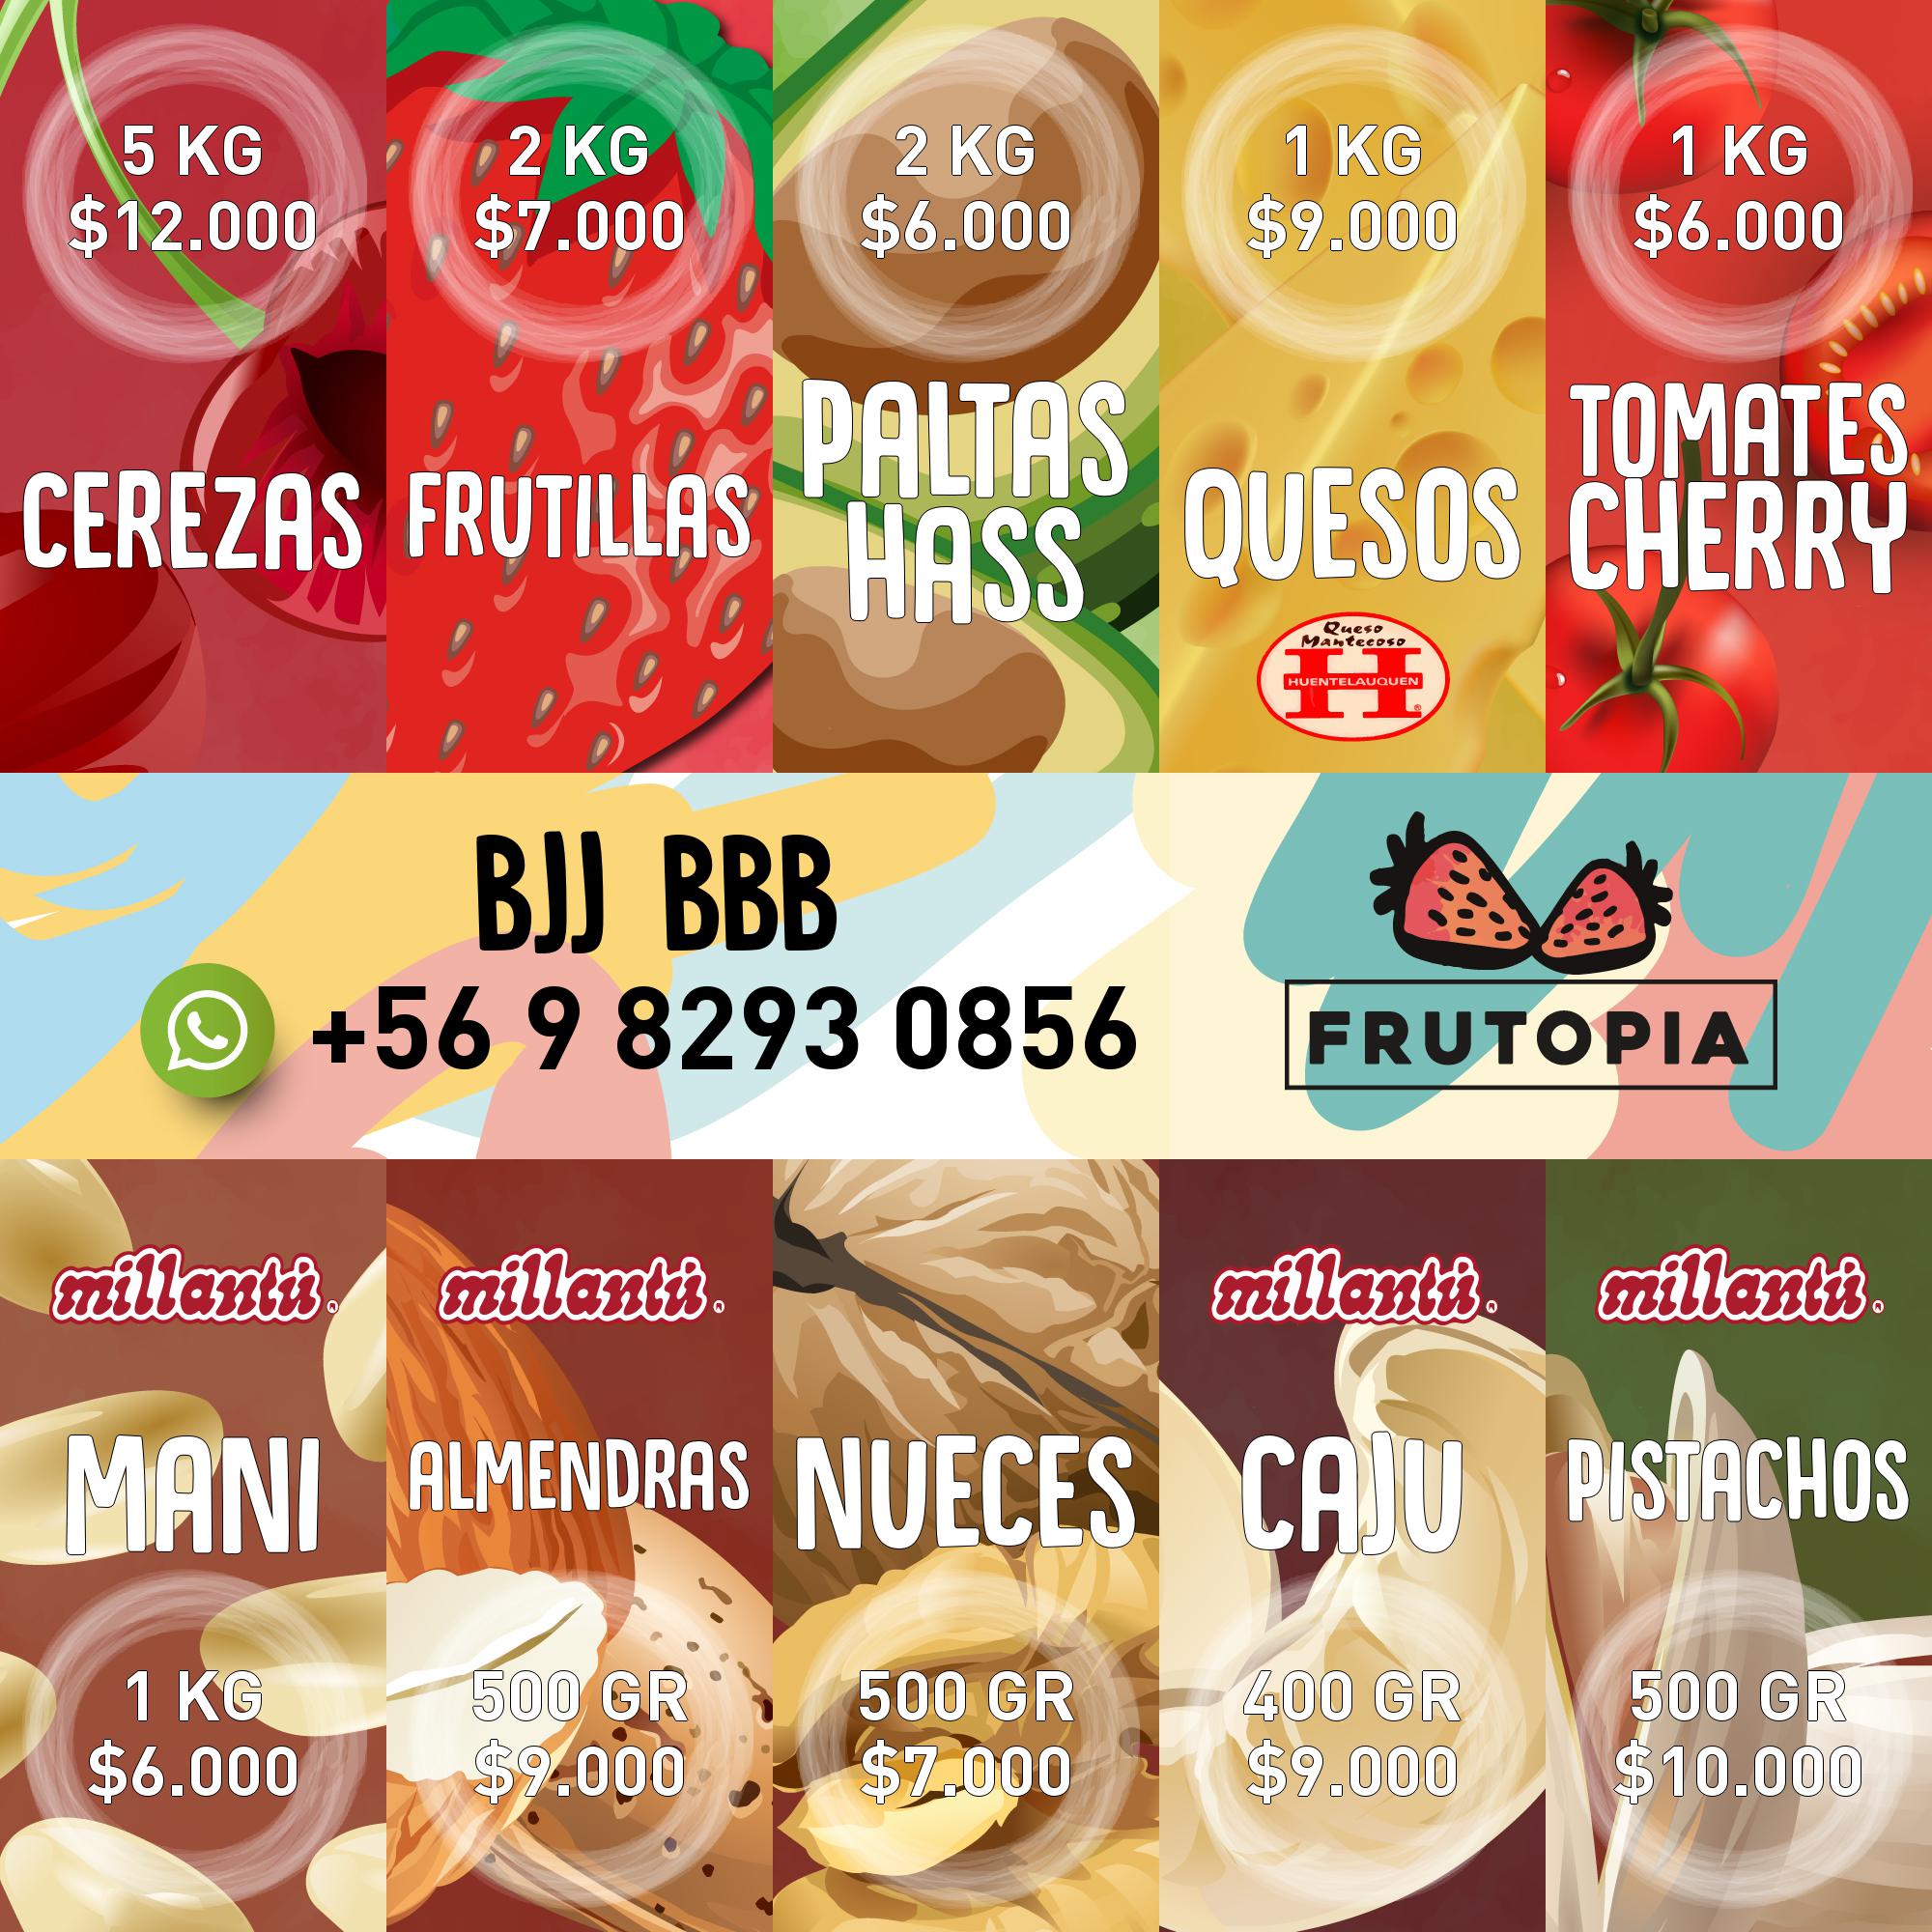 5 KG
$12.000
CEREZAS
2 KG
$7.000
FRUTILLAS
2 KG
$6.000
PALTAS
HASS
1 KG
$9.000
QUESOS
Queso
Mantecoso
H
HUENTELAUQUEN
®
1 KG
$6.000
TOMATES
CHERRY
BJJ BBB
+56 9 8293 0856
FRUTOPIA
millantú®
MANI
1 KG
$6.000
millantú®
ALMENDRAS
500 GR
$9.000
NUECES
500 GR
$7.000
millantú®
CAJU
400 GR
$9.000
millantú®
PISTACHOS
500 GR
$10.000